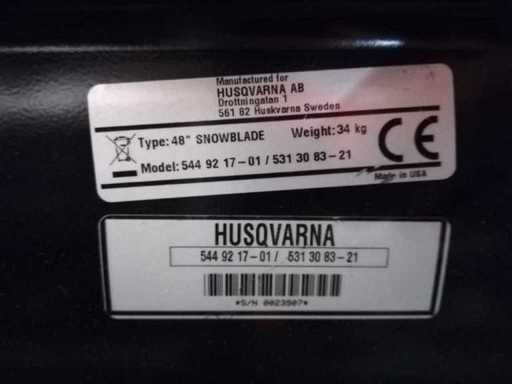 Manufactured for
HUSQVARNA AB
Drottningatan 1
561 82 Huskvarna Sweden
Type: 48" SNOWBLADE Weight: 34 kg
Model: 544 92 17-01 / 531 30 83-21
CE
Made in USA
HUSQVARNA
544 92 17-01 / 531 30 83-21
*S/N 0023907*